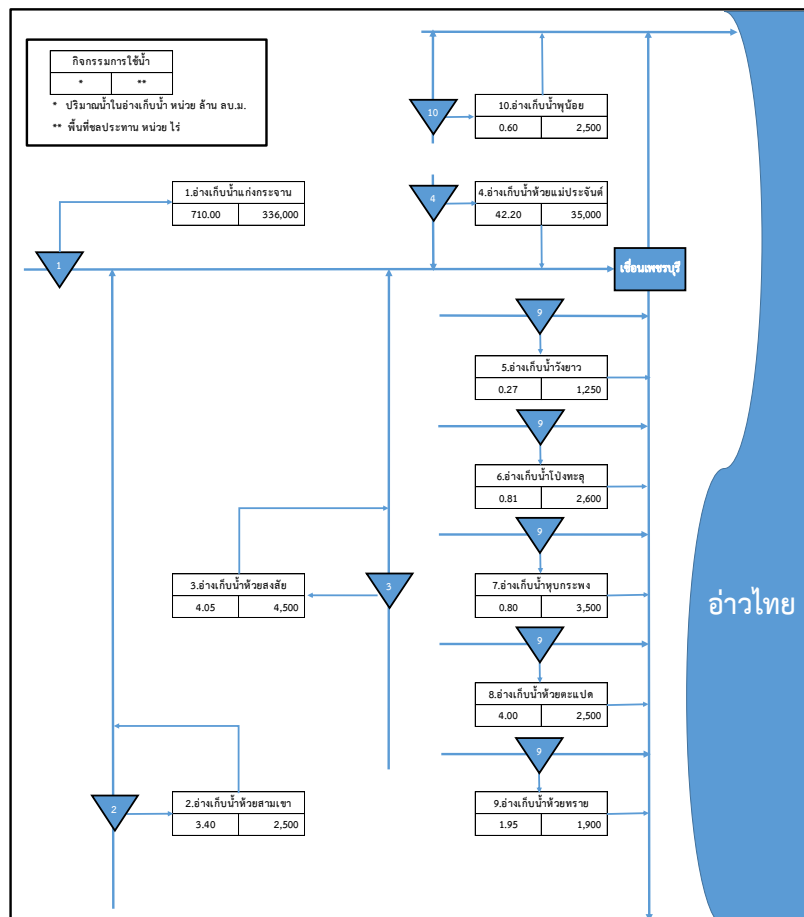 กิจกรรมการใช้น้ำ
* **
* ปริมาณน้ำในอ่างเก็บน้ำ หน่วย ล้าน ลบ.ม.
** พื้นที่ชลประทาน หน่วย ไร่
10
10.อ่างเก็บน้ำพุน้อย
0.60 2,500
1.อ่างเก็บน้ำแก่งกระจาน
710.00 336,000
4
4.อ่างเก็บน้ำห้วยแม่ประจันต์
42.20 35,000
1
เขื่อนเพชรบุรี
9
5.อ่างเก็บน้ำวังยาว
0.27 1,250
9
6.อ่างเก็บน้ำโป่งทะลุ
0.81 2,600
9
3.อ่างเก็บน้ำห้วยสงสัย
4.05 4,500
3
7.อ่างเก็บน้ำหุบกระพง
0.80 3,500
อ่าวไทย
9
8.อ่างเก็บน้ำห้วยตะแปด
4.00 2,500
9
2
2.อ่างเก็บน้ำห้วยสามเขา
3.40 2,500
9.อ่างเก็บน้ำห้วยทราย
1.95 1,900